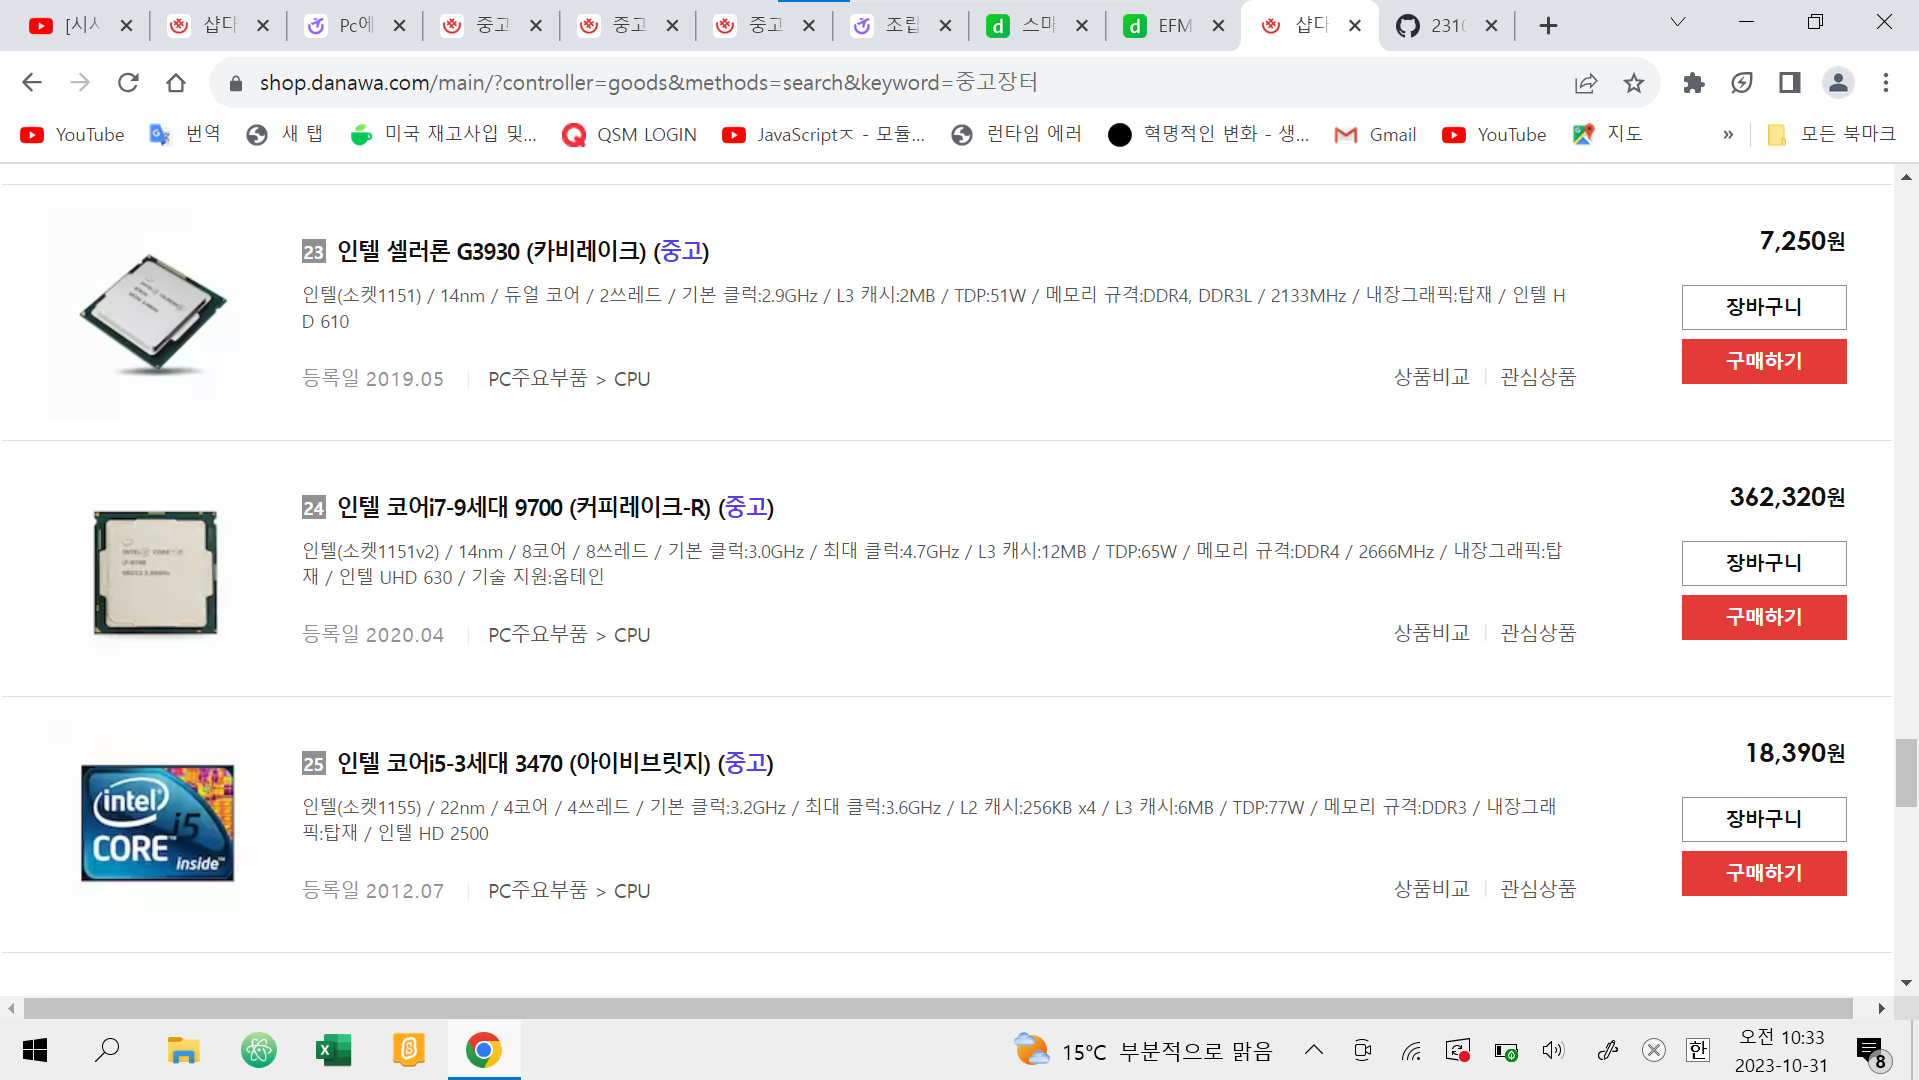 [시사
샵다
Pc에
중고
중고
중고
조립
스마
EFM
샵다
2310
shop.danawa.com/main/?controller=goods&methods=search&keyword=중고장터
YouTube
번역
새 탭
미국 재고사입 및...
QSM LOGIN
JavaScriptㅈ - 모듈...
런타임 에러
혁명적인 변화 - 생...
Gmail
YouTube
지도
»
모든 북마크
23 인텔 셀러론 G3930 (카비레이크) (중고)
7,250원
인텔(소켓1151) / 14nm / 듀얼 코어 / 2쓰레드 / 기본 클럭:2.9GHz / L3 캐시:2MB / TDP:51W / 메모리 규격:DDR4, DDR3L / 2133MHz / 내장그래픽:탑재 / 인텔 H
D 610
장바구니
구매하기
등록일 2019.05 PC주요부품 > CPU
상품비교 관심상품
24 인텔 코어i7-9세대 9700 (커피레이크-R) (중고)
362,320원
인텔(소켓1151v2) / 14nm / 8코어 / 8쓰레드 / 기본 클럭:3.0GHz / 최대 클럭:4.7GHz / L3 캐시:12MB / TDP:65W / 메모리 규격:DDR4 / 2666MHz / 내장그래픽:탑
재 / 인텔 UHD 630 / 기술 지원:옵테인
장바구니
구매하기
등록일 2020.04 PC주요부품 > CPU
상품비교 관심상품
25 인텔 코어i5-3세대 3470 (아이비브릿지) (중고)
18,390원
intel
i5
CORE™
inside™
인텔(소켓1155) / 22nm / 4코어 / 4쓰레드 / 기본 클럭:3.2GHz / 최대 클럭:3.6GHz / L2 캐시:256KB x4 / L3 캐시:6MB / TDP:77W / 메모리 규격:DDR3 / 내장그래
픽:탑재 / 인텔 HD 2500
장바구니
구매하기
등록일 2012.07 PC주요부품 > CPU
상품비교 관심상품
15°C 부분적으로 맑음
한
오전 10:33
2023-10-31
8